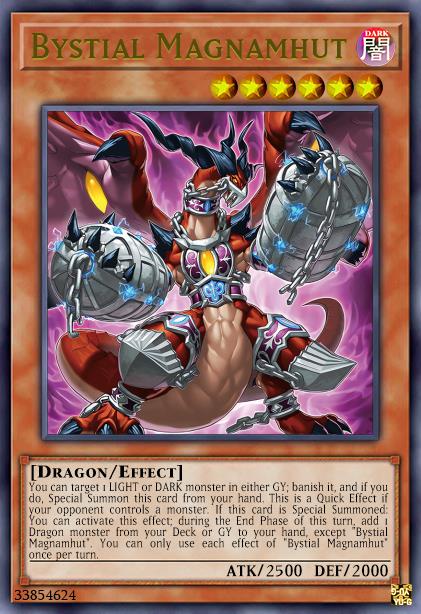 BYSTIAL MAGNAMHUT
DARK
闇
[DRAGON/EFFECT]
You can target 1 LIGHT or DARK monster in either GY; banish it, and if you
do, Special Summon this card from your hand. This is a Quick Effect if
your opponent controls a monster. If this card is Special Summoned:
You can activate this effect; during the End Phase of this turn, add 1
Dragon monster from your Deck or GY to your hand, except "Bystial
Magnamhut". You can only use each effect of "Bystial Magnamhut"
once per turn.
ATK/2500 DEF/2000
33854624